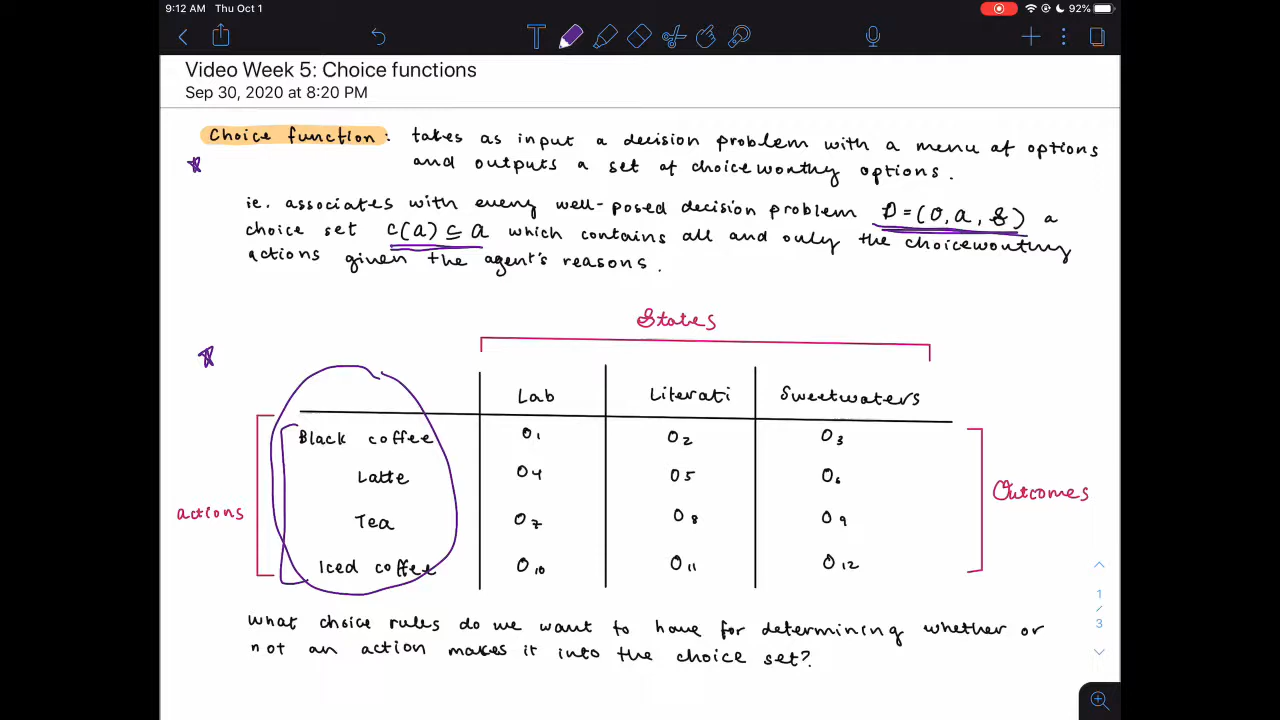 9:12 AM Thu Oct 1 92%
T
Video Week 5: Choice functions
Sep 30, 2020 at 8:20 PM
Choice function: takes as input a decision problem with a menu of options
and outputs a set of choiceworthy options.
ie. associates with every well-posed decision problem D=(O, a, S) a
choice set C(a) ⊆ a which contains all and only the choiceworthy
actions given the agent's reasons.
States
Lab Literati Sweetwaters
Black coffee O1 O2 O3
Latte O4 O5 O6
Tea O7 O8 O9
Iced coffee O10 O11 O12
actions
Outcomes
What choice rules do we want to have for determining whether or
not an action makes it into the choice set?
1
/
3